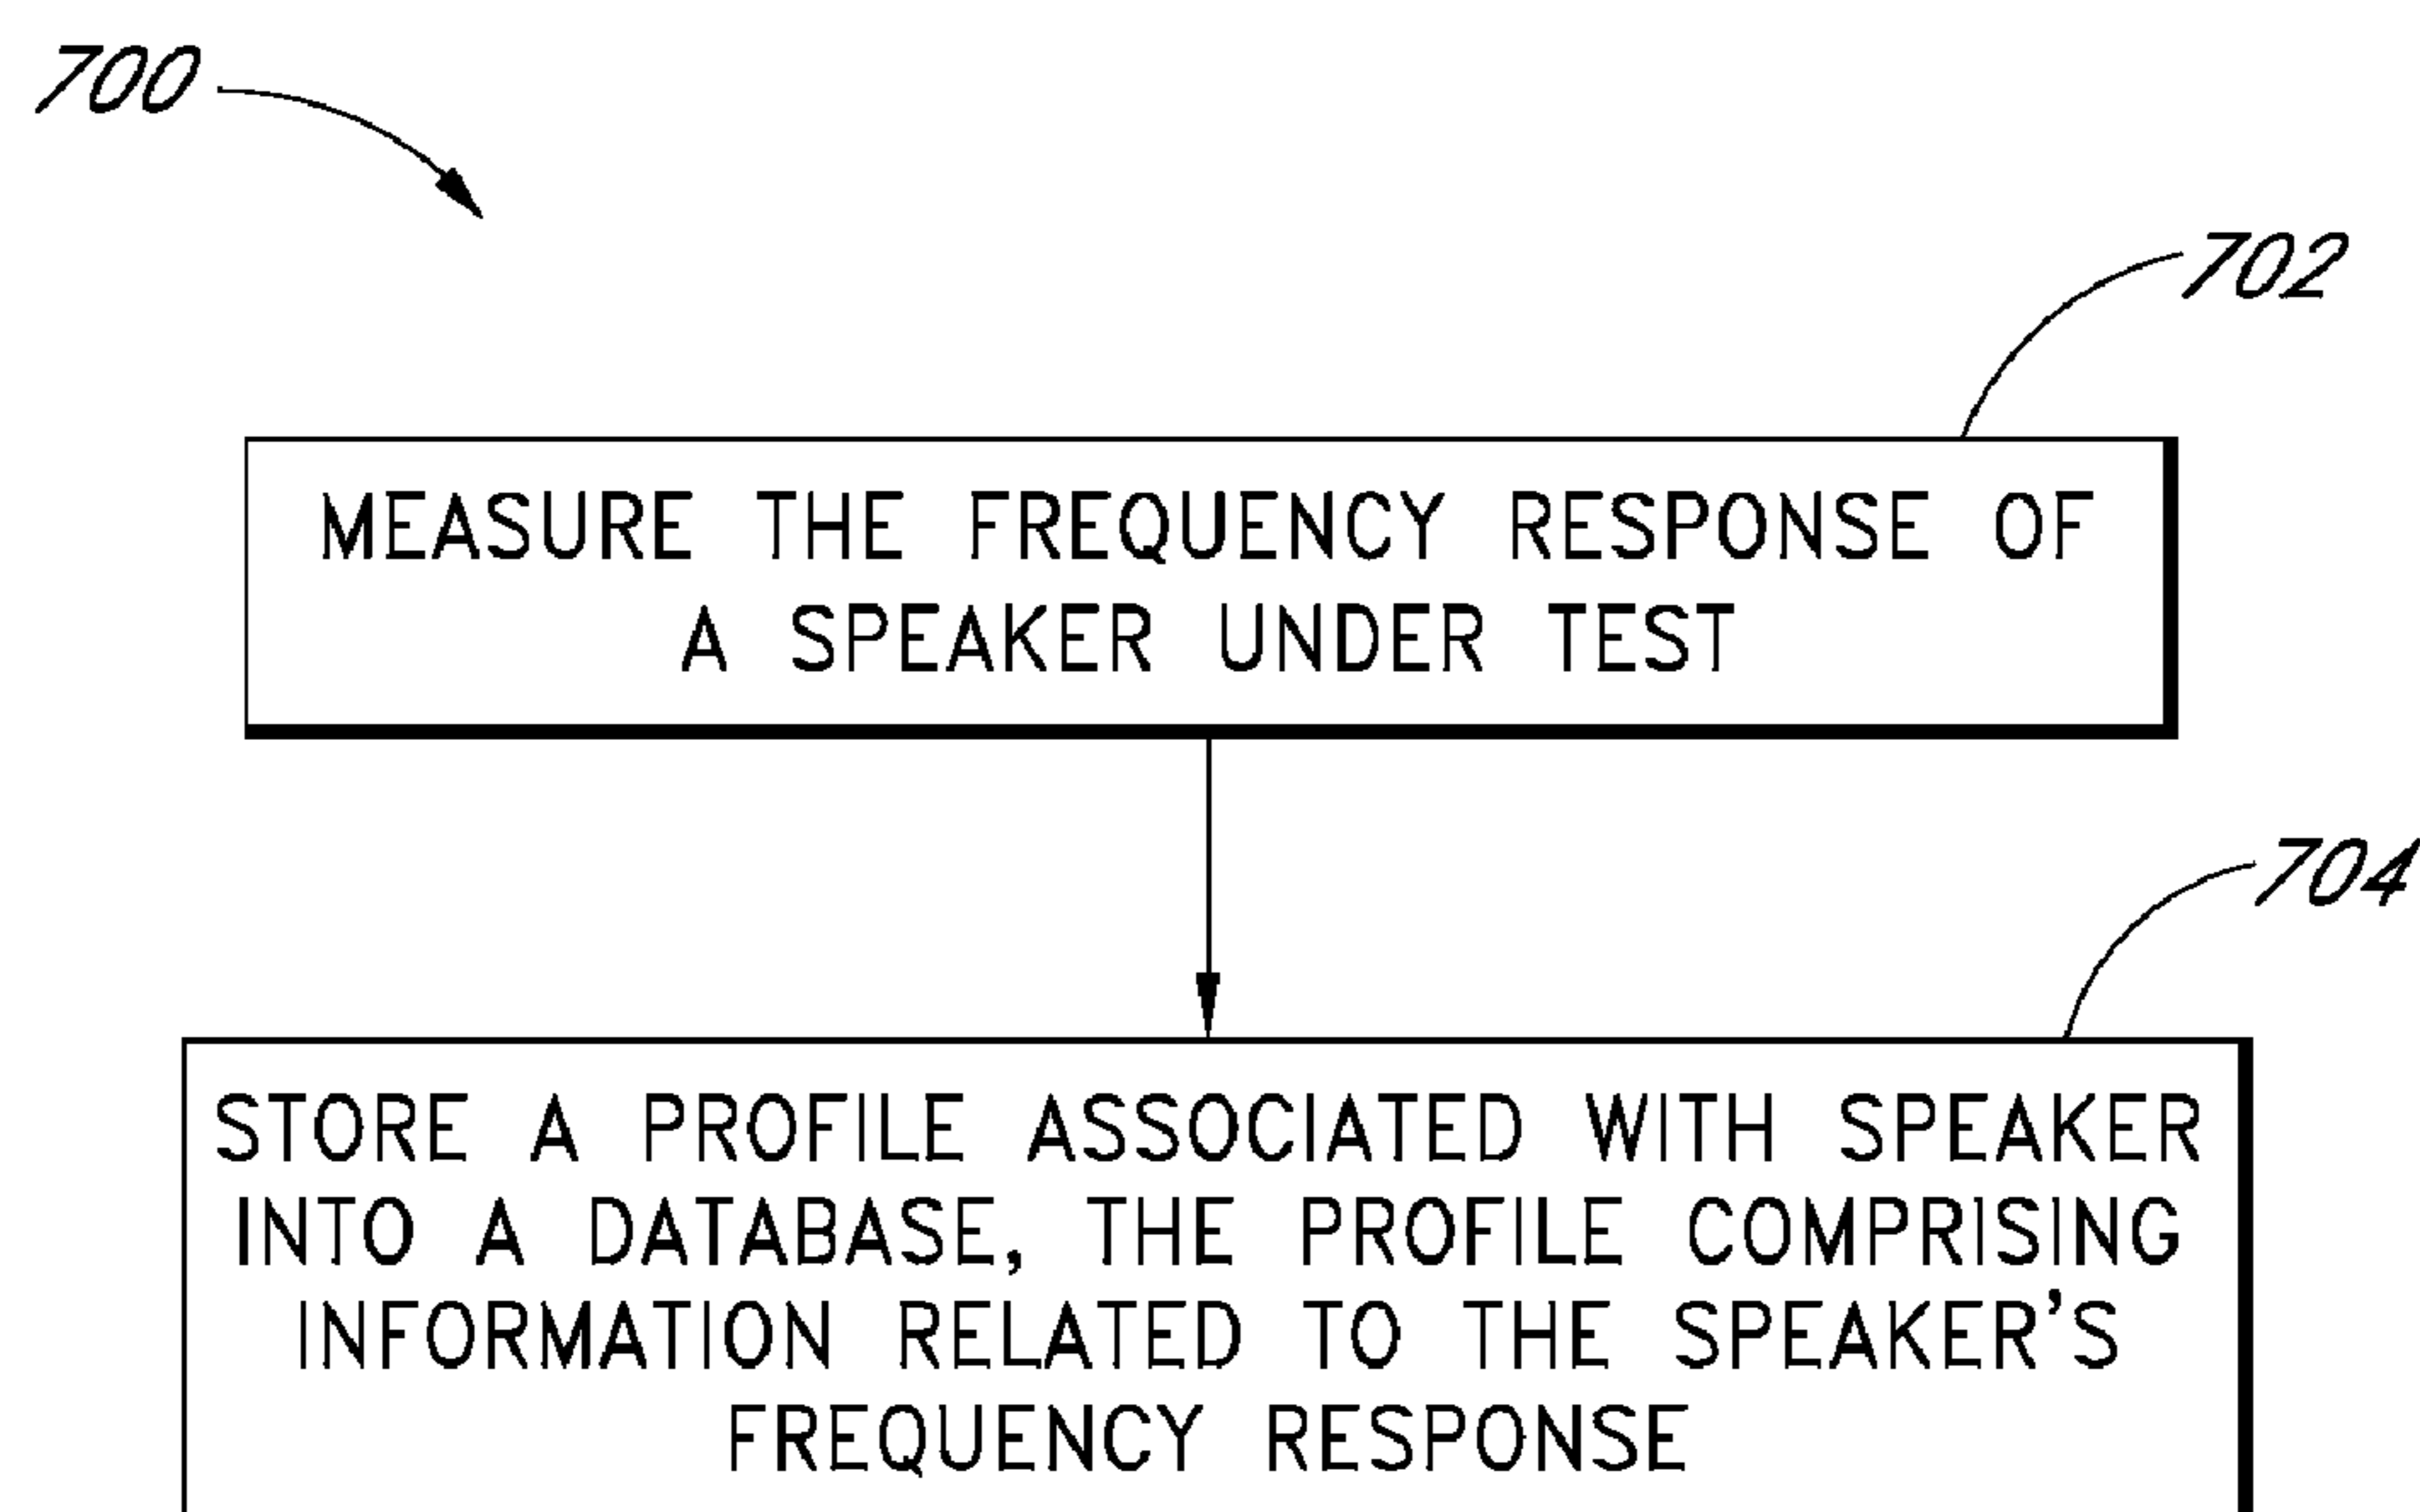 700
702
MEASURE THE FREQUENCY RESPONSE OF
A SPEAKER UNDER TEST
704
STORE A PROFILE ASSOCIATED WITH SPEAKER
INTO A DATABASE, THE PROFILE COMPRISING
INFORMATION RELATED TO THE SPEAKER'S
FREQUENCY RESPONSE